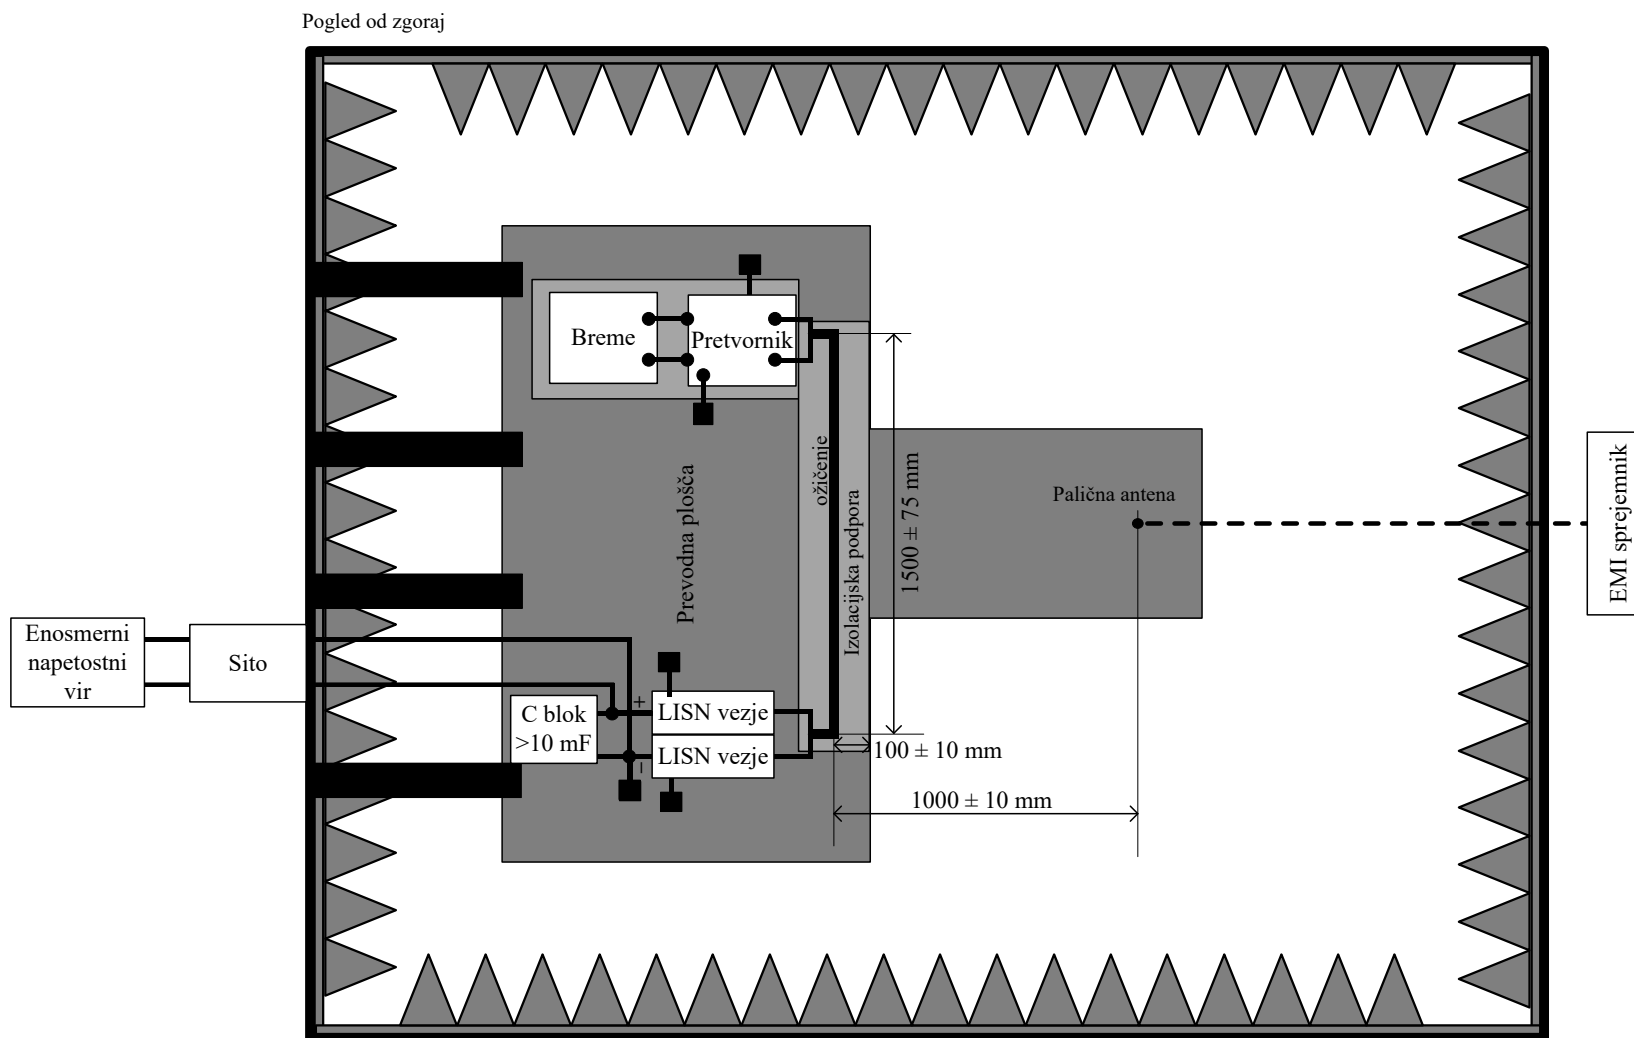 Pogled od zgoraj
Breme
Pretvornik
ožičenje
Izolacijska podpora
1500 ± 75 mm
Prevodna plošča
Palična antena
EMI sprejemnik
Enosmerni
napetostni
vir
Sito
C blok
>10 mF
+
−
LISN vezje
LISN vezje
100 ± 10 mm
1000 ± 10 mm